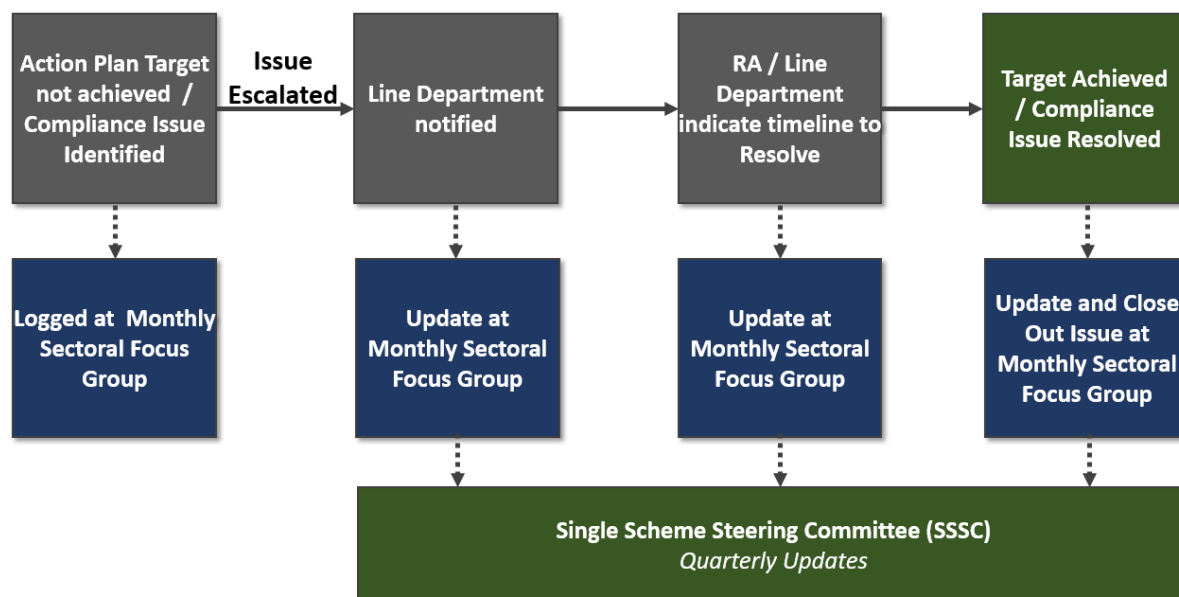 Action Plan Target
not achieved /
Compliance Issue
Identified
Issue
Escalated
Line Department
notified
RA / Line
Department
indicate timeline to
Resolve
Target Achieved
/ Compliance
Issue Resolved
Logged at Monthly
Sectoral Focus
Group
Update at
Monthly Sectoral
Focus Group
Update at
Monthly Sectoral
Focus Group
Update and Close
Out Issue at
Monthly Sectoral
Focus Group
Single Scheme Steering Committee (SSSC)
Quarterly Updates